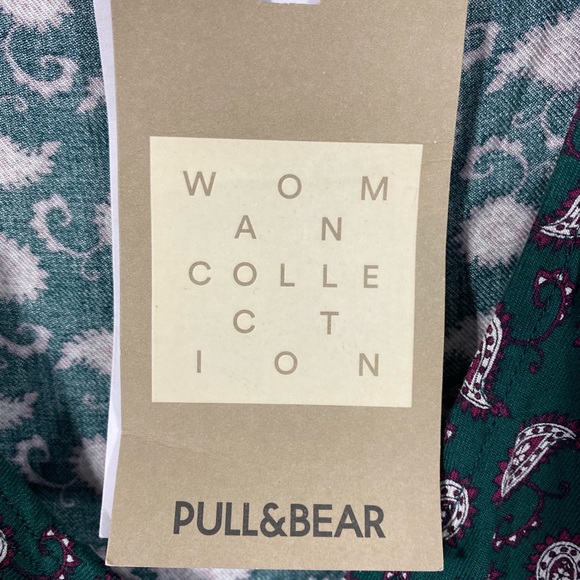 W O M
A N
C O L L E
C T
I O N
PULL&BEAR